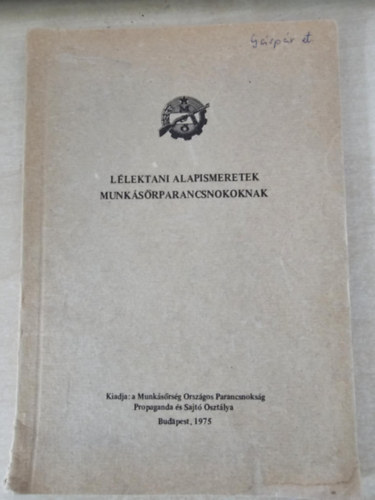 LÉLEKTANI ALAPISMERETEK
MUNKÁSŐRPARANCSNOKOKNAK
Kiadja: a Munkásőrség Országos Parancsnokság
Propaganda és Sajtó Osztálya
Budapest, 1975